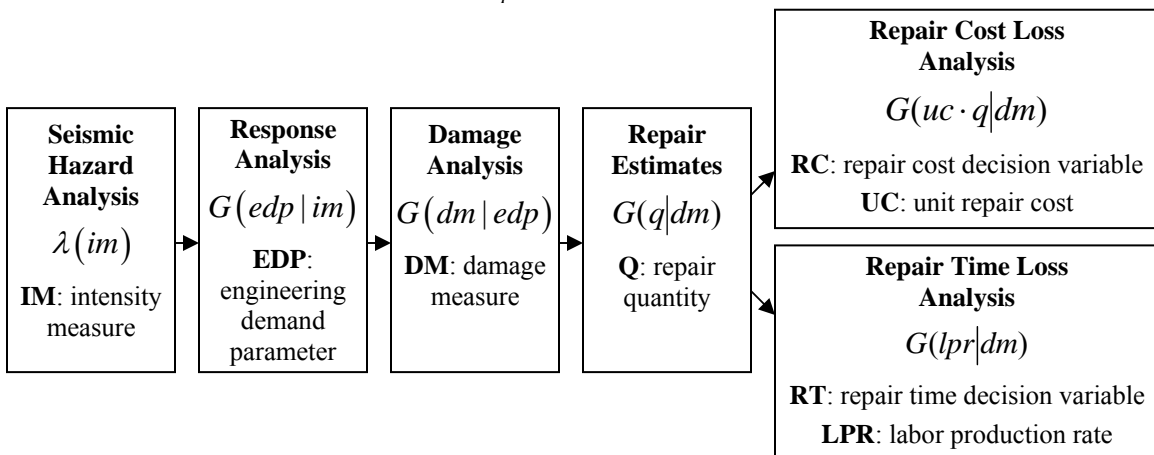 p
Seismic
Hazard
Analysis
λ(im)
IM: intensity
measure
Response
Analysis
G(edp | im)
EDP:
engineering
demand
parameter
Damage
Analysis
G(dm | edp)
DM: damage
measure
Repair
Estimates
G(q|dm)
Q: repair
quantity
Repair Cost Loss
Analysis
G(uc · q|dm)
RC: repair cost decision variable
UC: unit repair cost
Repair Time Loss
Analysis
G(lpr|dm)
RT: repair time decision variable
LPR: labor production rate